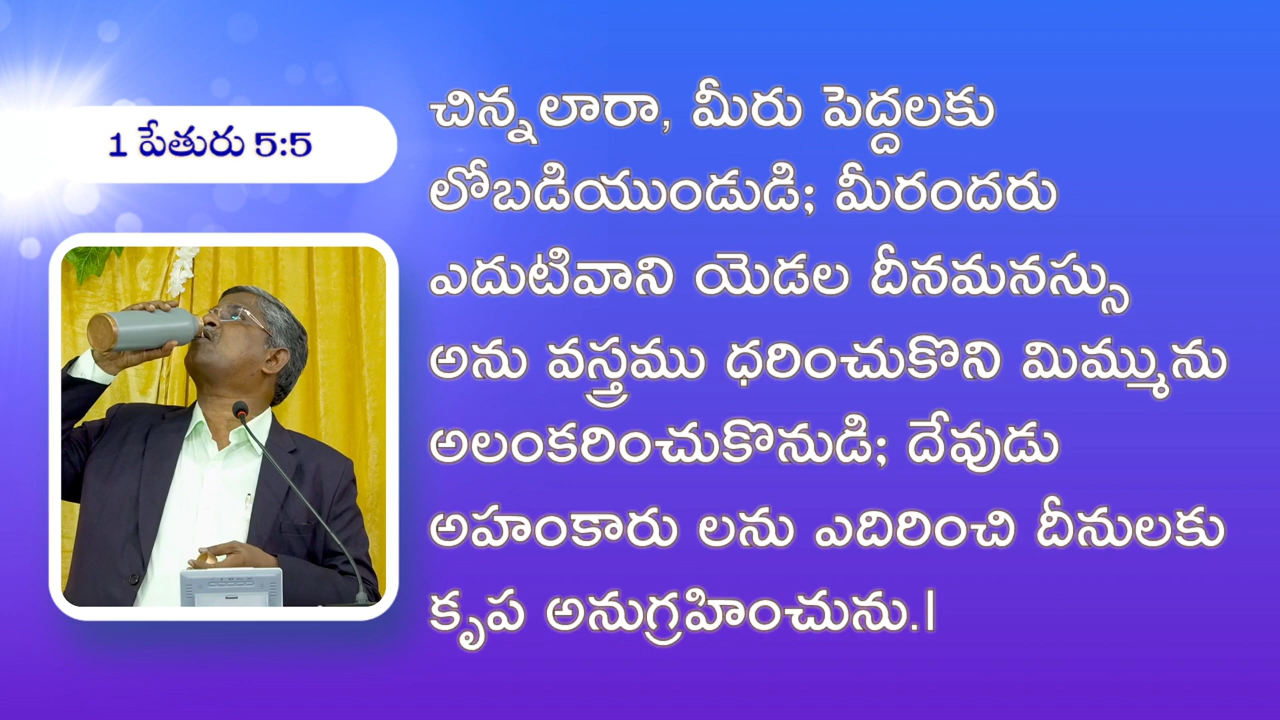 1 పేతురు 5:5
చిన్నలారా, మీరు పెద్దలకు
లోబడియుండుడి; మీరందరు
ఎదుటివాని యెడల దీనమనస్సు
అను వస్త్రము ధరించుకొని మిమ్మును
అలంకరించుకొనుడి; దేవుడు
అహంకారు లను ఎదిరించి దీనులకు
కృప అనుగ్రహించును.|